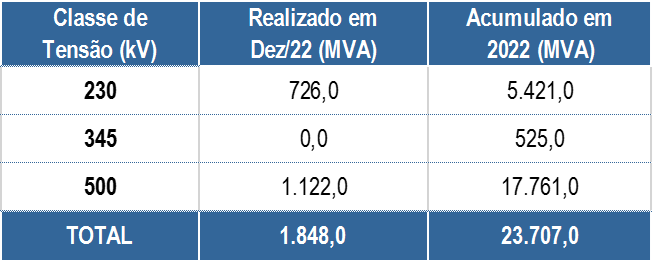 Classe de Tensão (kV) Realizado em Dez/22 (MVA) Acumulado em 2022 (MVA)
230 726,0 5.421,0
345 0,0 525,0
500 1.122,0 17.761,0
TOTAL 1.848,0 23.707,0